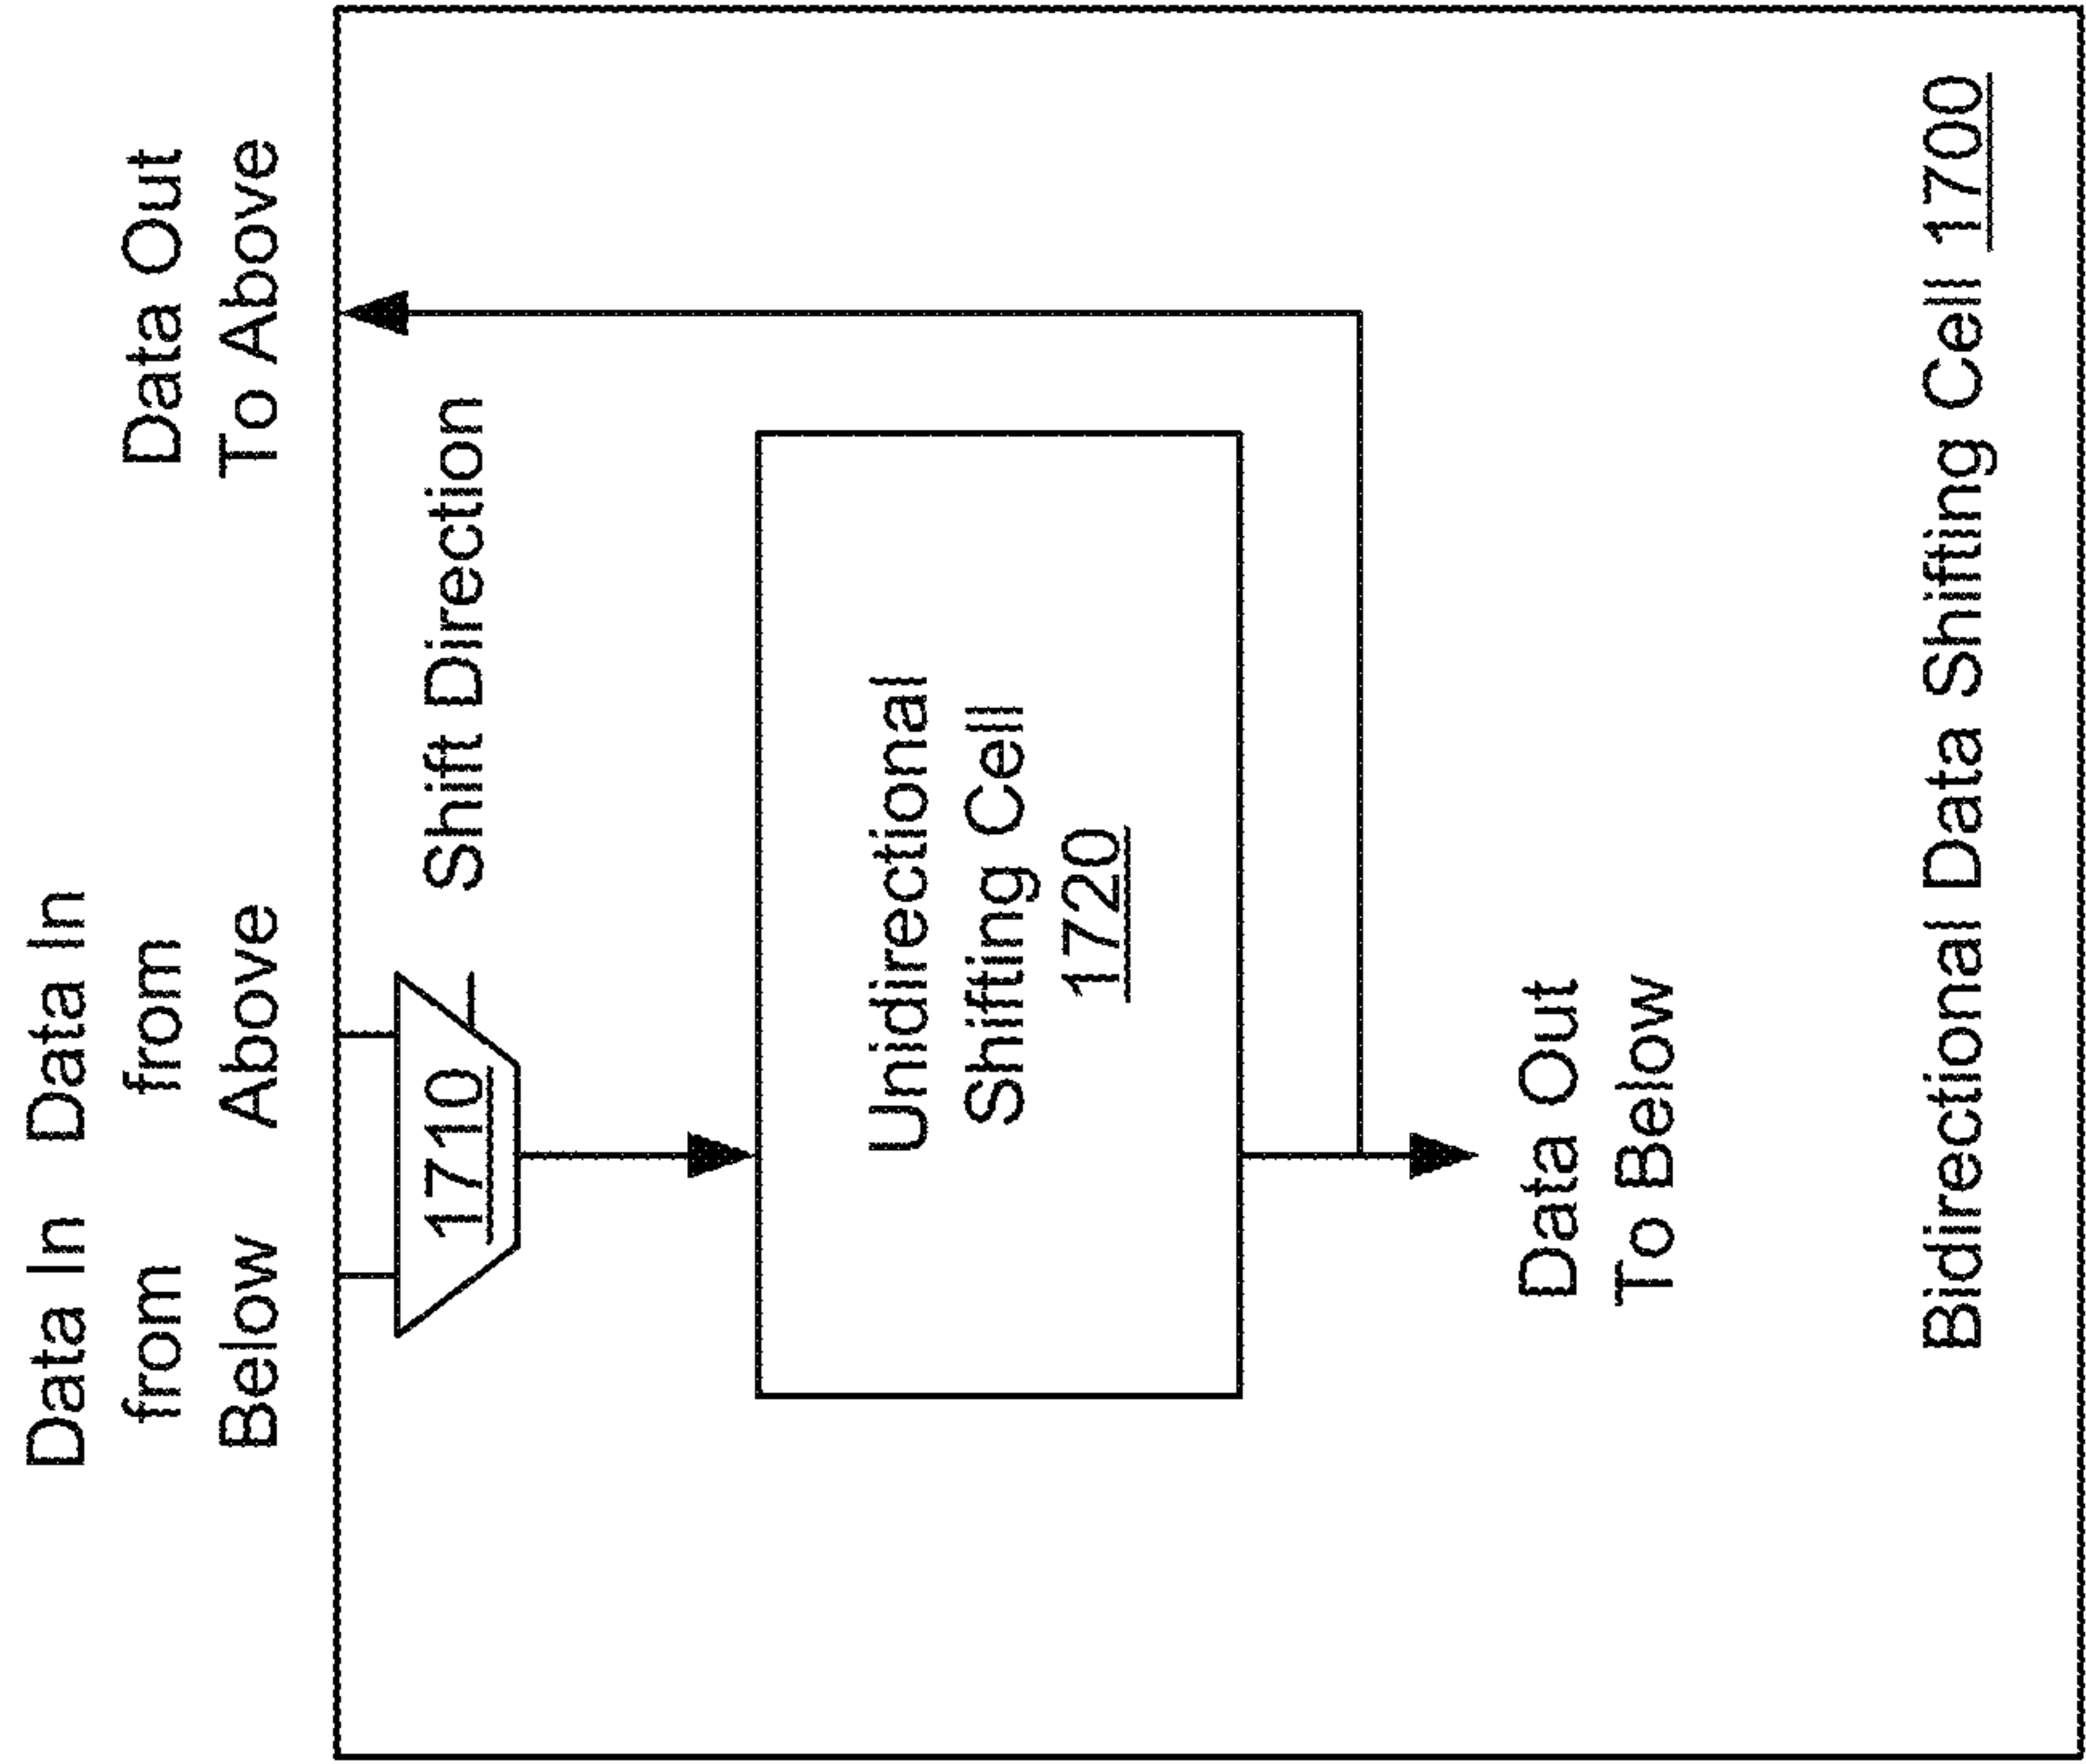 Data In
from
Below
Data In
from
Above
Data Out
To Above
1710
Shift Direction
Unidirectional
Shifting Cell
1720
Data Out
To Below
Bidirectional Data Shifting Cell 1700